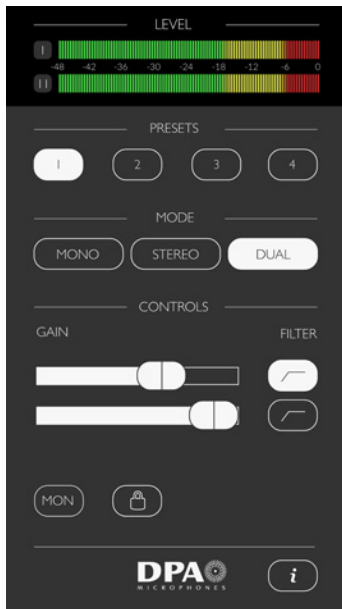 LEVEL
I
-48 -42 -36 -30 -24 -18 -12 -6 0
II
PRESETS
1 2 3 4
MODE
MONO STEREO DUAL
CONTROLS
GAIN FILTER
MON
DPA i
MICROPHONES